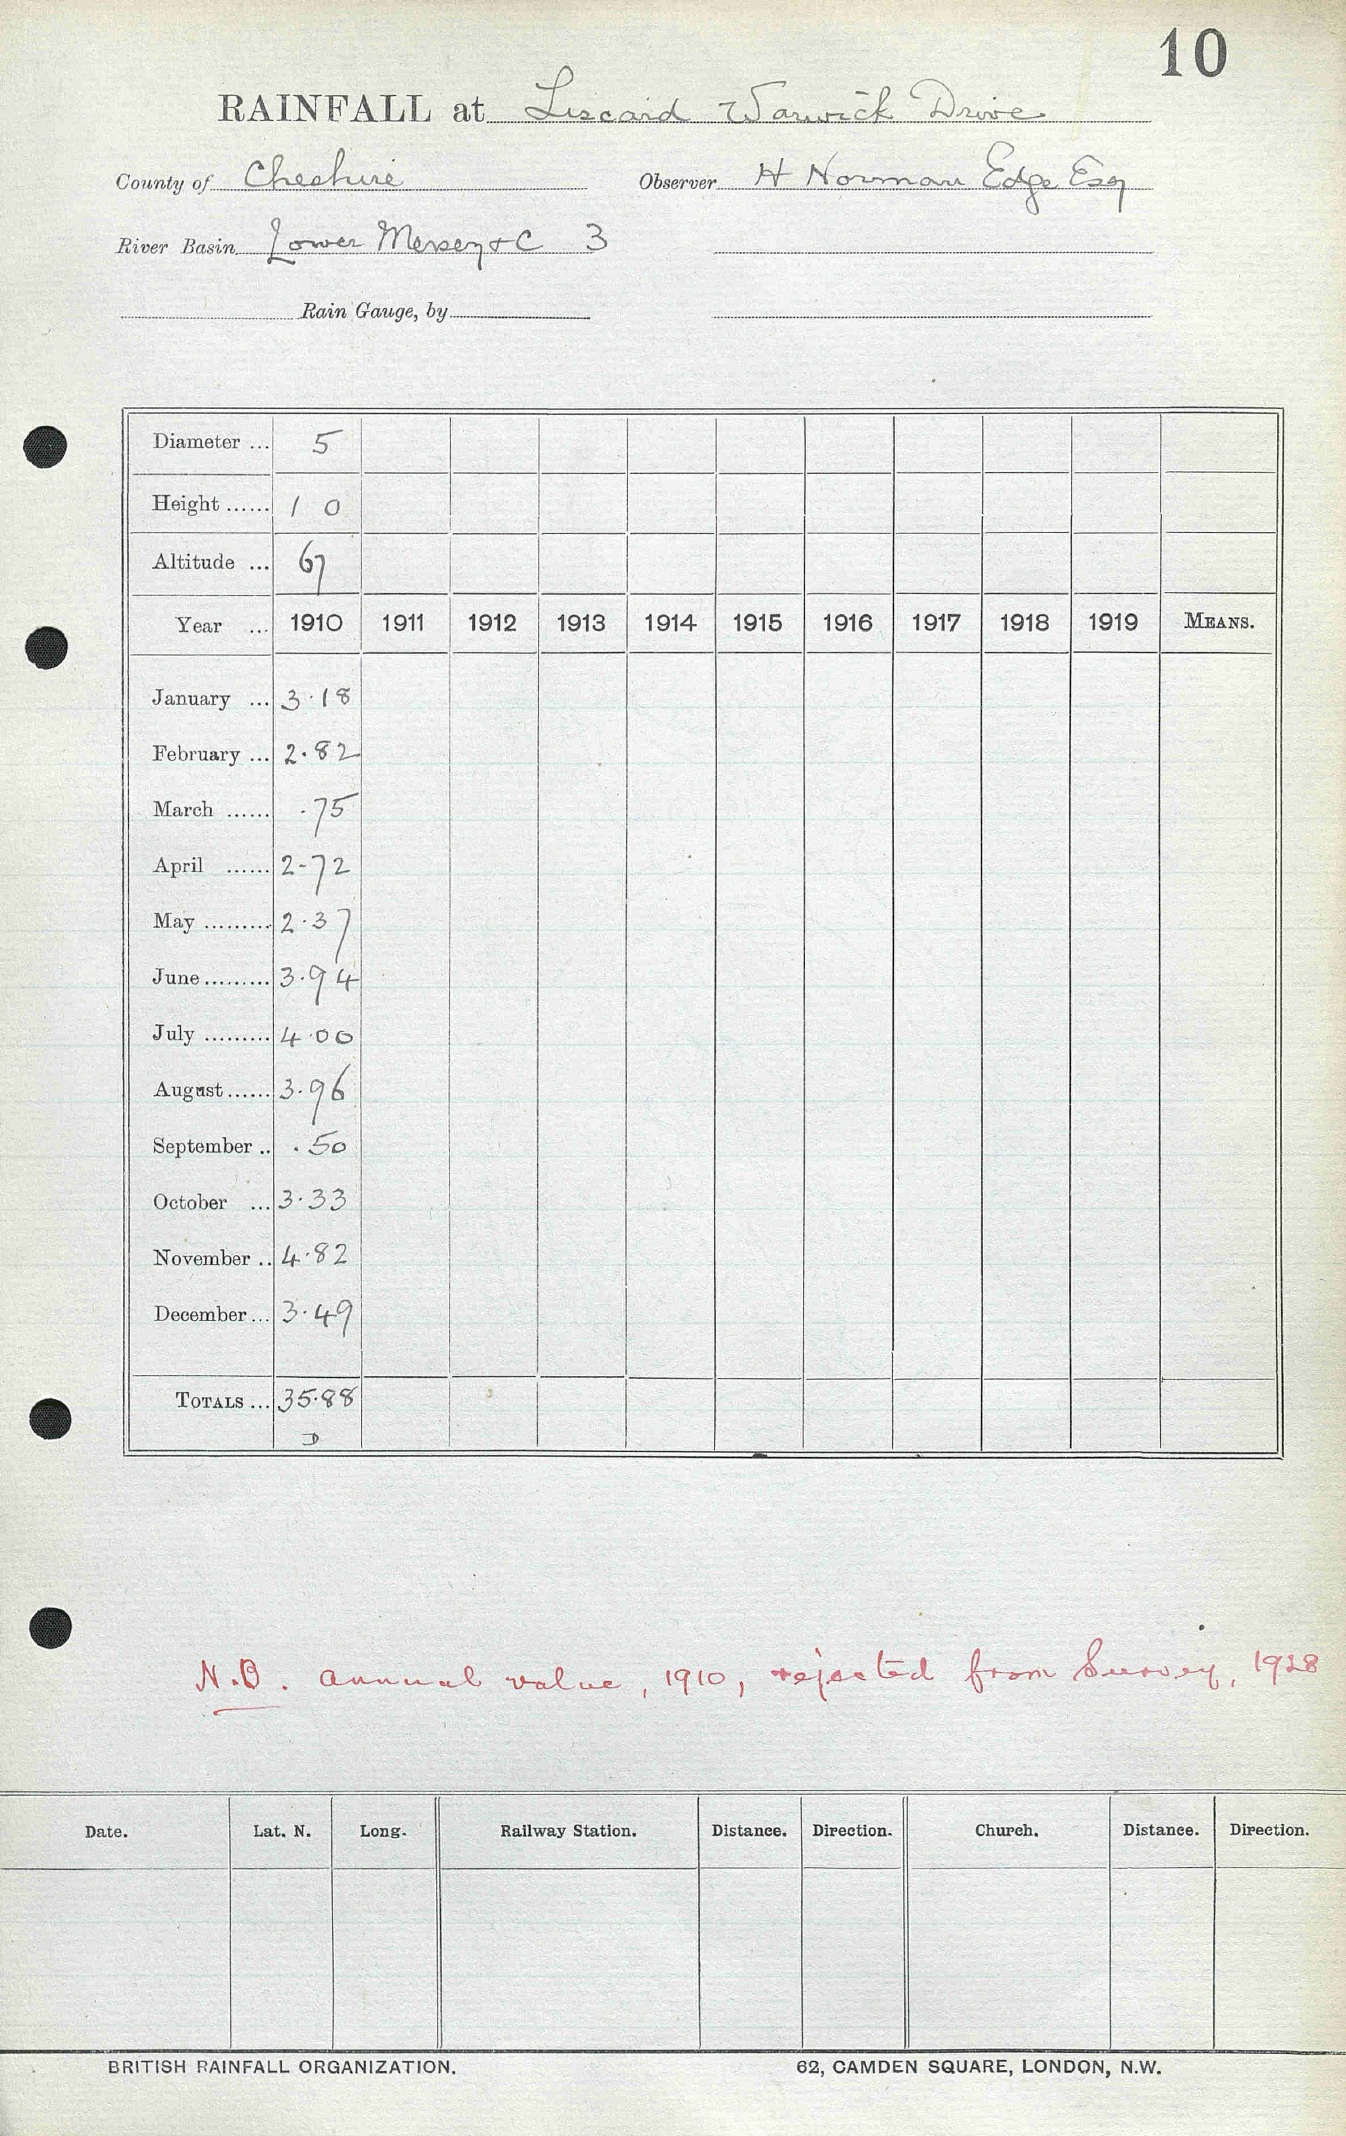 10
RAINFALL at Liscard Warwick Drive
County of Cheshire Observer H Norman Edge Esq
River Basin Lower Mersey &c 3
Rain Gauge, by
Diameter ... 5
Height ...... 1 0
Altitude ... 67
Year ... 1910 1911 1912 1913 1914 1915 1916 1917 1918 1919 MEANS.
January ... 3.18
February ... 2.82
March ...... .75
April ...... 2.72
May ......... 2.37
June ......... 3.94
July ......... 4.00
August ...... 3.96
September .. .50
October ... 3.33
November .. 4.82
December ... 3.49
TOTALS ... 35.88
D
N.B. annual value, 1910, rejected from Survey, 1928
Date. Lat. N. Long. Railway Station. Distance. Direction. Church. Distance. Direction.
BRITISH RAINFALL ORGANIZATION. 62, CAMDEN SQUARE, LONDON, N.W.